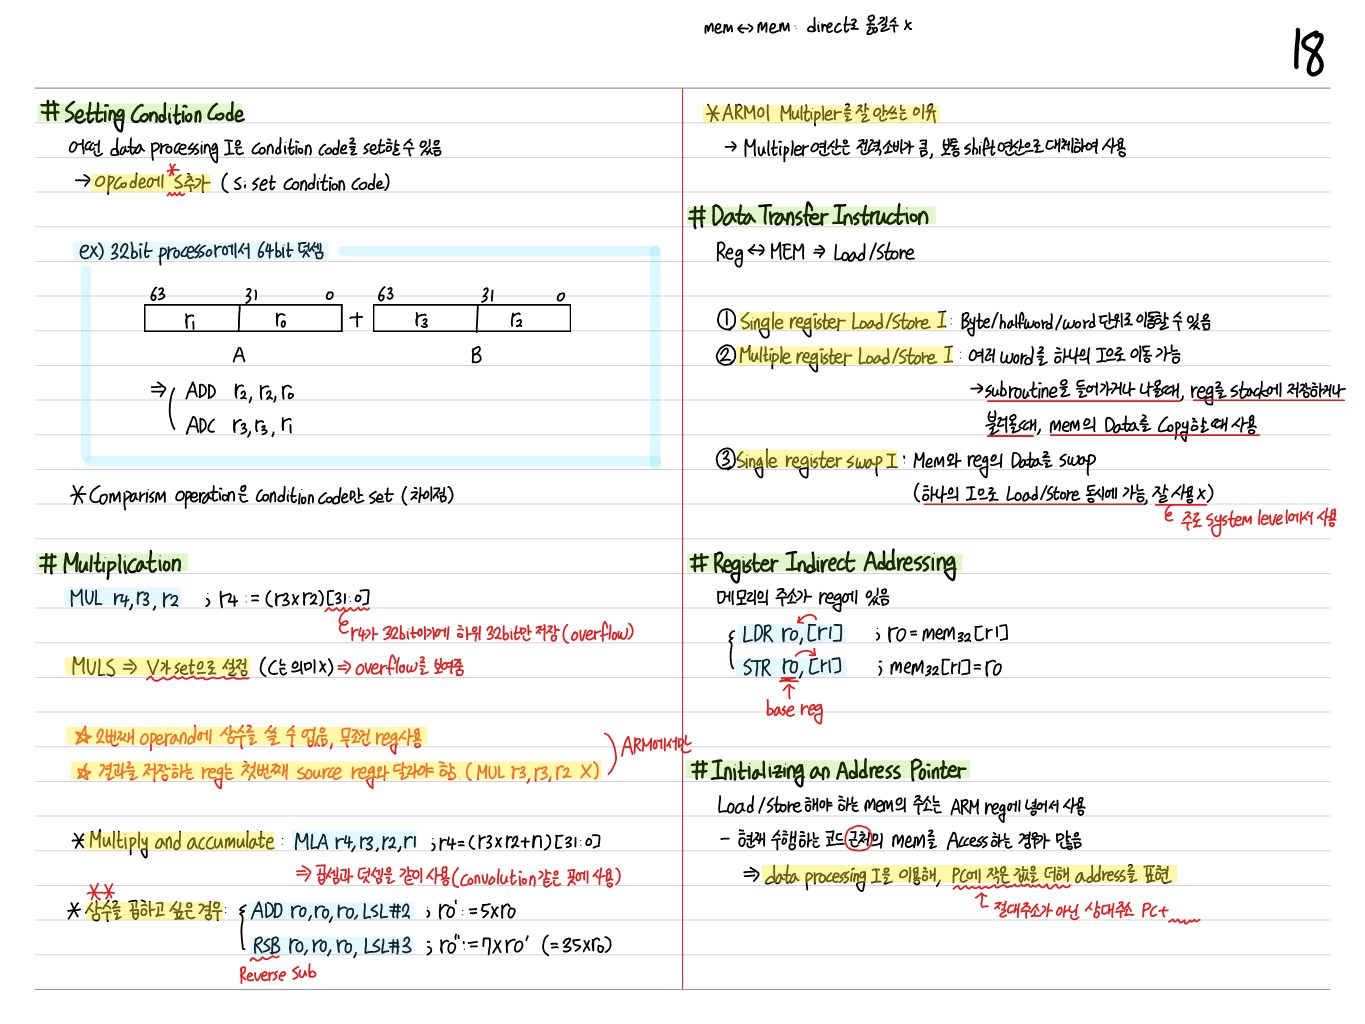 mem↔mem: direct로 옮길수 x
18
# Setting Condition Code
어떤 data processing I은 condition code를 set할 수 있음
→ opcode에 *S추가 (S: set condition code)
ex) 32bit processor에서 64bit 덧셈
63 31 0 63 31 0
r1 r0 + r3 r2
A B
⇒ ADD r2, r2, r0
ADC r3, r3, r1
* Comparism operation은 condition code만 set (차이점)
# Multiplication
MUL r4, r3, r2 ; r4 := (r3xr2)[31:0]
r4가 32bit이기에 하위 32bit만 저장 (overflow)
MULS ⇒ V가 set으로 설정 (C는 의미X) ⇒ overflow를 보여줌
☆ 2번째 operand에 상수를 쓸 수 없음, 무조건 reg사용
☆ 결과를 저장하는 reg는 첫번째 source reg와 달라야 함 (MUL r3, r3, r2 X)
ARM에서만
* Multiply and accumulate : MLA r4, r3, r2, r1 ; r4=(r3xr2+r1)[31:0]
⇒ 곱셈과 덧셈을 같이 사용 (convolution같은 곳에 사용)
**
* 상수를 곱하고 싶은경우: ADD r0, r0, r0, LSL#2 ; r0' := 5xr0
RSB r0, r0, r0, LSL#3 ; r0'' := 7xr0' (=35xr0)
Reverse Sub
* ARM이 Multipler를 잘 안쓰는 이유
→ Multipler연산은 전력소비가 큼, 보통 shift연산으로 대체하여 사용
# Data Transfer Instruction
Reg ↔ MEM ⇒ Load/Store
① Single register Load/Store I : Byte/halfword/word 단위로 이동할 수 있음
② Multiple register Load/Store I : 여러 word를 하나의 I으로 이동 가능
→ subroutine을 들어가거나 나올때, reg를 stack에 저장하거나
불러올때, mem의 Data를 Copy할 때 사용
③ Single register swap I : Mem와 reg의 Data를 swap
(하나의 I으로 Load/Store 동시에 가능, 잘 사용 x)
주로 system level에서 사용
# Register Indirect Addressing
메모리의 주소가 reg에 있음
LDR r0, [r1] ; r0 = mem32[r1]
STR r0, [r1] ; mem32[r1] = r0
base reg
# Initializing an Address Pointer
Load/Store 해야 하는 mem의 주소는 ARM reg에 넣어서 사용
- 현재 수행하는 코드 근처의 mem를 Access하는 경우가 많음
⇒ data processing I을 이용해, PC에 작은 값을 더해 address를 표현
절대주소가 아닌 상대주소 PC+